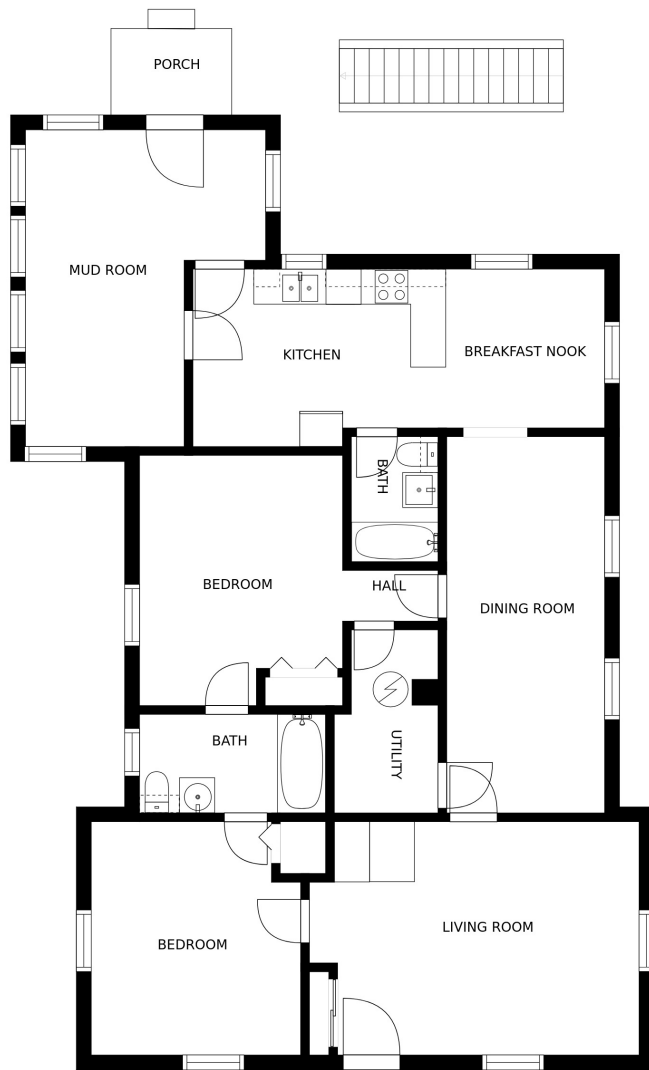 PORCH
MUD ROOM
KITCHEN
BREAKFAST NOOK
BATH
BEDROOM
HALL
DINING ROOM
BATH
UTILITY
LIVING ROOM
BEDROOM